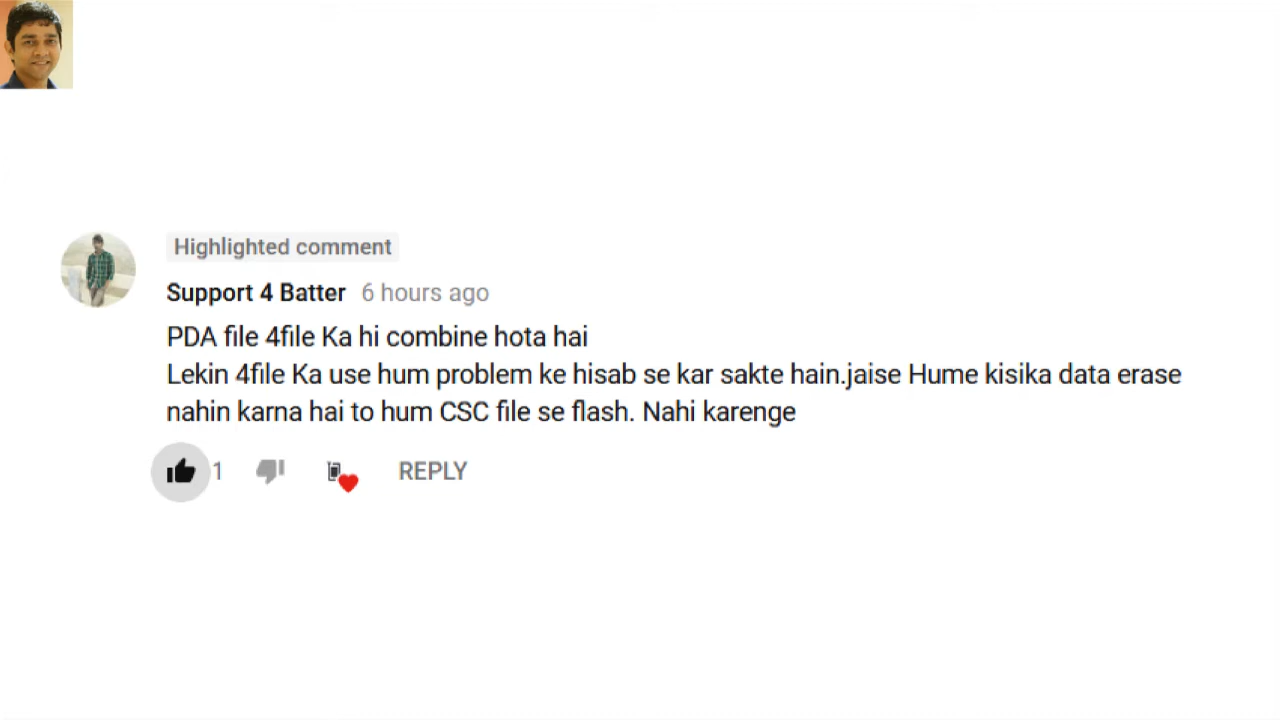 Highlighted comment
Support 4 Batter 6 hours ago
PDA file 4file Ka hi combine hota hai
Lekin 4file Ka use hum problem ke hisab se kar sakte hain.jaise Hume kisika data erase
nahin karna hai to hum CSC file se flash. Nahi karenge
1 REPLY